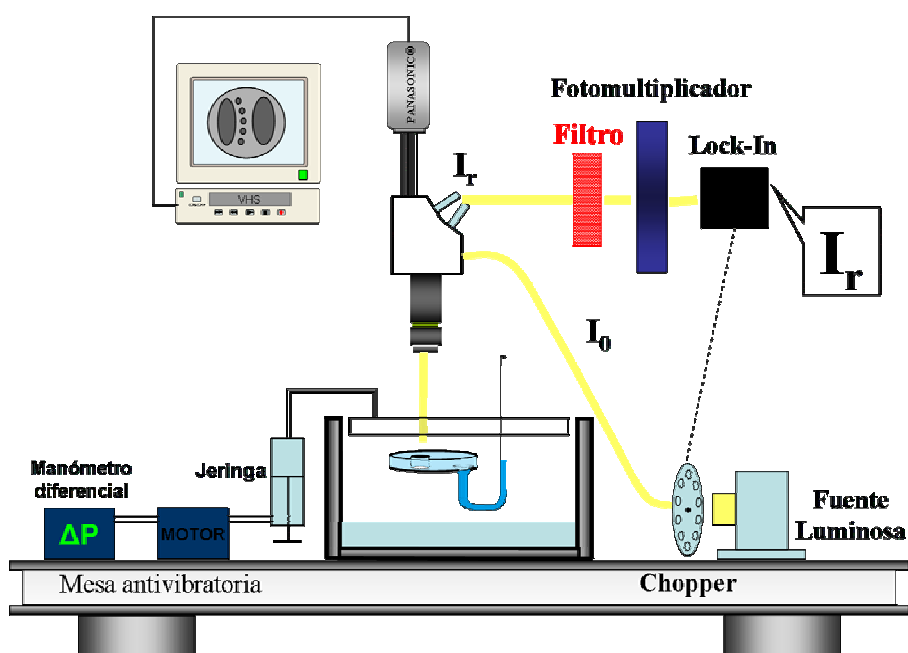 PANASONIC®
Fotomultiplicador
Filtro
Lock-In
Ir
VHS
Ir
I0
Jeringa
Manómetro
diferencial
ΔP
MOTOR
Fuente
Luminosa
Mesa antivibratoria
Chopper